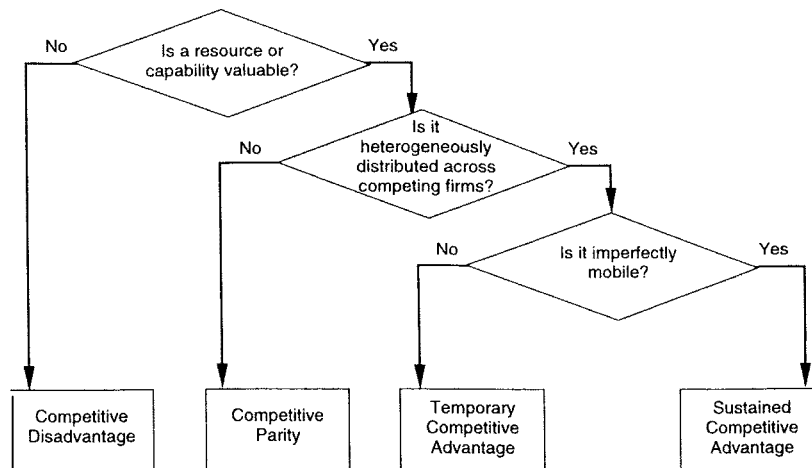 No
Is a resource or
capability valuable?
Yes
No
Is it
heterogeneously
distributed across
competing firms?
Yes
No
Is it imperfectly
mobile?
Yes
Competitive
Disadvantage
Competitive
Parity
Temporary
Competitive
Advantage
Sustained
Competitive
Advantage